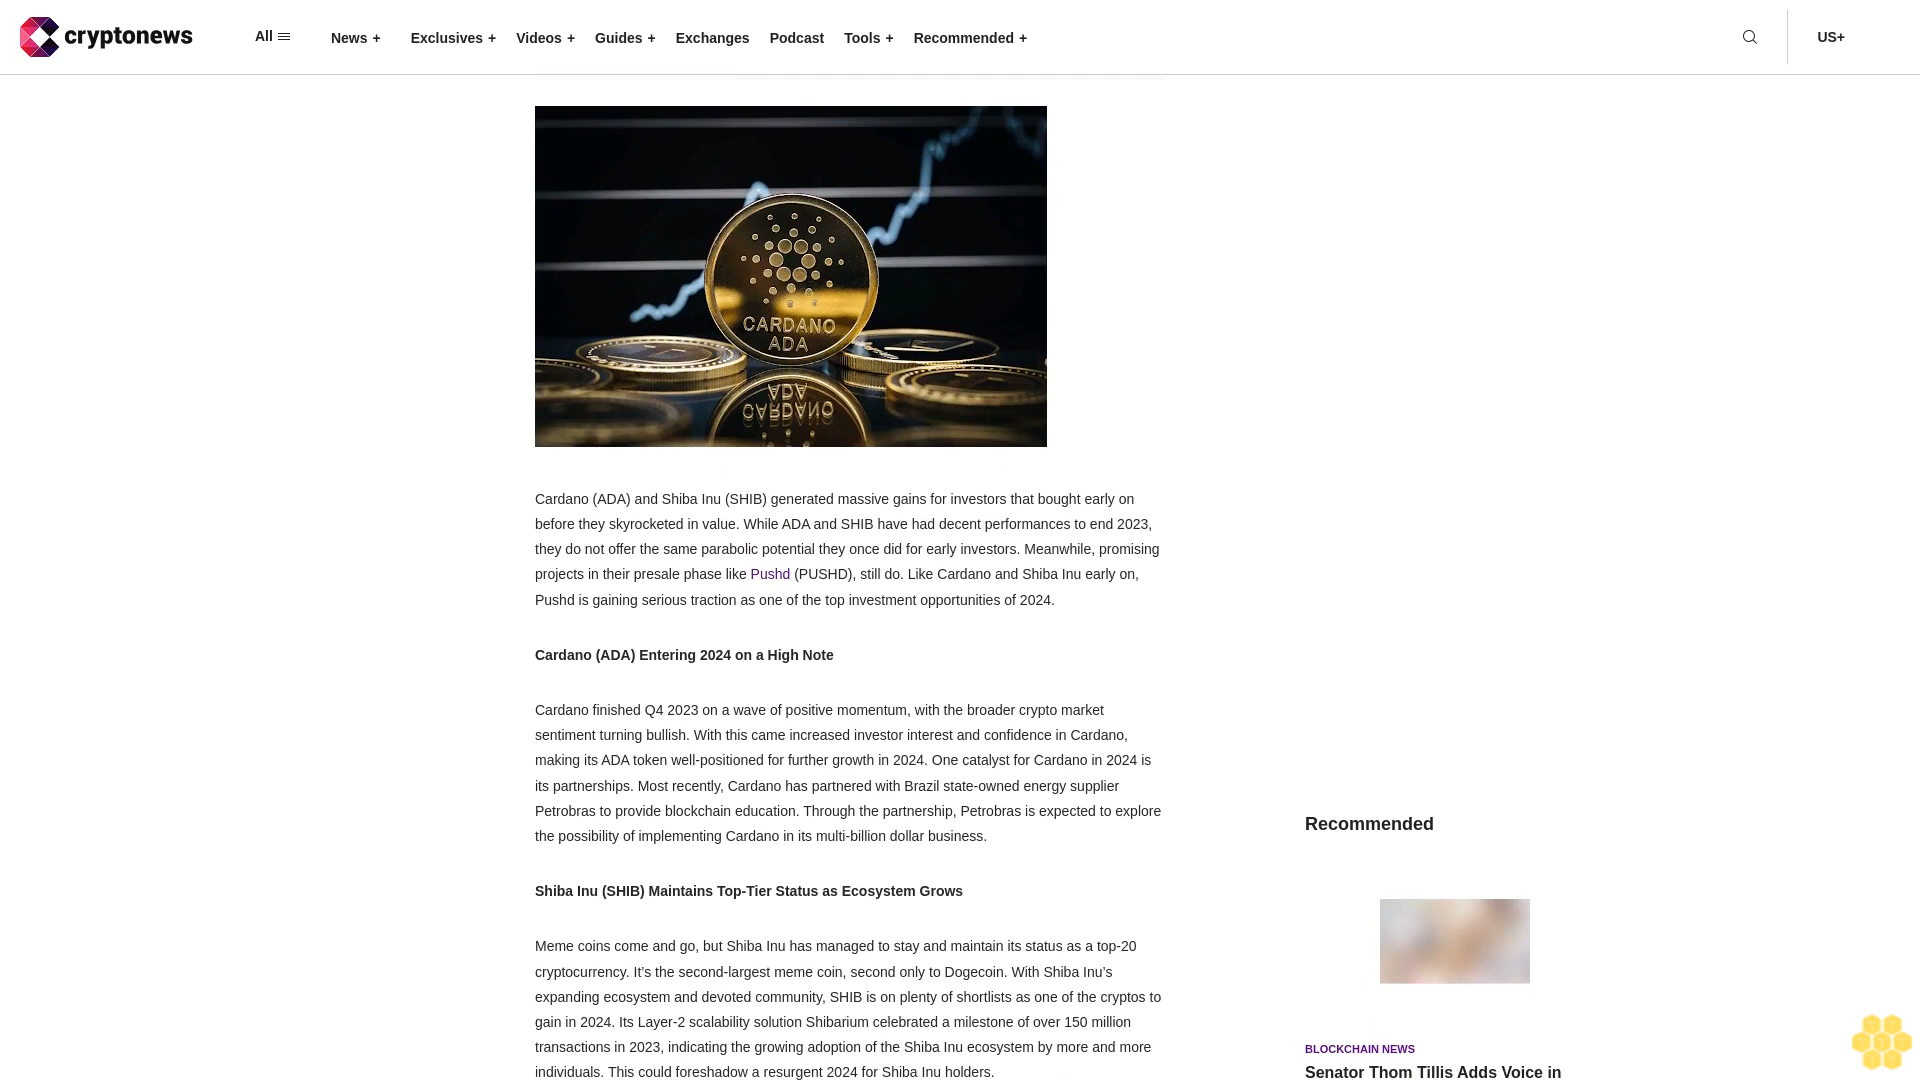 cryptonews
All
News +
Exclusives +
Videos +
Guides +
Exchanges
Podcast
Tools +
Recommended +
US+
CARDANO
ADA
ADA
CARDANO
Cardano (ADA) and Shiba Inu (SHIB) generated massive gains for investors that bought early on
before they skyrocketed in value. While ADA and SHIB have had decent performances to end 2023,
they do not offer the same parabolic potential they once did for early investors. Meanwhile, promising
projects in their presale phase like Pushd (PUSHD), still do. Like Cardano and Shiba Inu early on,
Pushd is gaining serious traction as one of the top investment opportunities of 2024.
Cardano (ADA) Entering 2024 on a High Note
Cardano finished Q4 2023 on a wave of positive momentum, with the broader crypto market
sentiment turning bullish. With this came increased investor interest and confidence in Cardano,
making its ADA token well-positioned for further growth in 2024. One catalyst for Cardano in 2024 is
its partnerships. Most recently, Cardano has partnered with Brazil state-owned energy supplier
Petrobras to provide blockchain education. Through the partnership, Petrobras is expected to explore
the possibility of implementing Cardano in its multi-billion dollar business.
Shiba Inu (SHIB) Maintains Top-Tier Status as Ecosystem Grows
Meme coins come and go, but Shiba Inu has managed to stay and maintain its status as a top-20
cryptocurrency. It’s the second-largest meme coin, second only to Dogecoin. With Shiba Inu’s
expanding ecosystem and devoted community, SHIB is on plenty of shortlists as one of the cryptos to
gain in 2024. Its Layer-2 scalability solution Shibarium celebrated a milestone of over 150 million
transactions in 2023, indicating the growing adoption of the Shiba Inu ecosystem by more and more
individuals. This could foreshadow a resurgent 2024 for Shiba Inu holders.
Recommended
BLOCKCHAIN NEWS
Senator Thom Tillis Adds Voice in